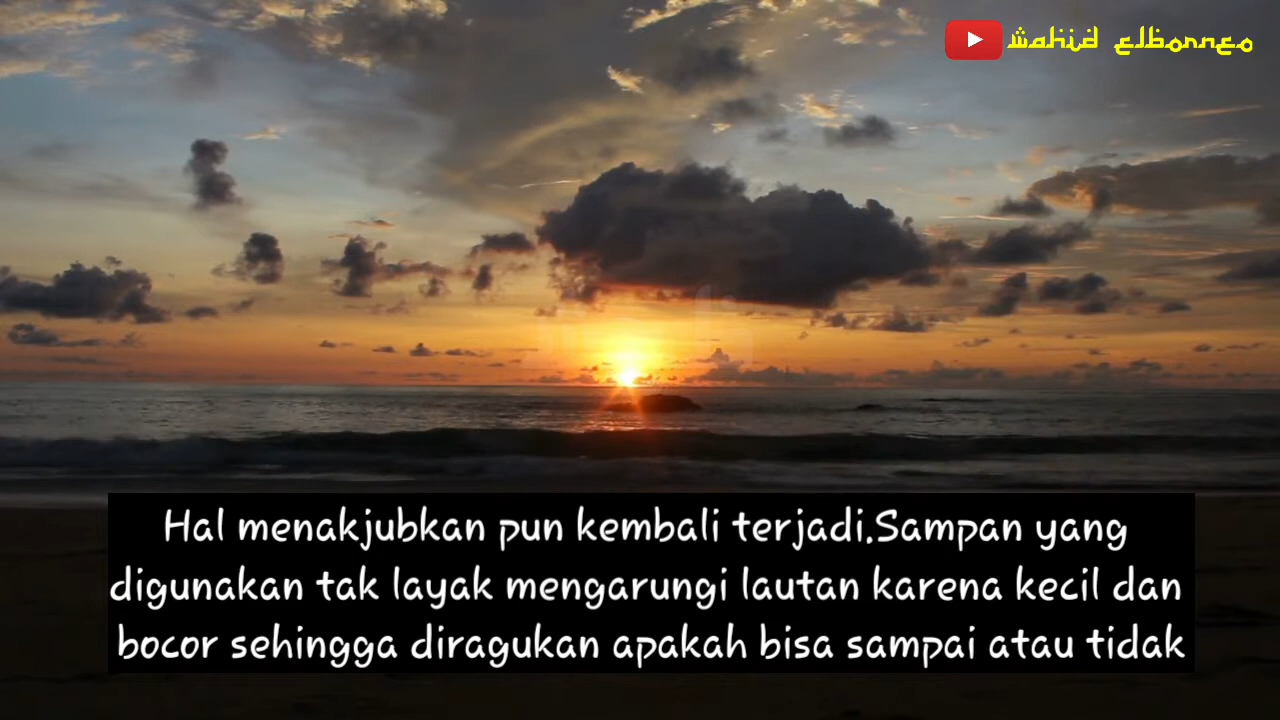 Wahid elborneo
Hal menakjubkan pun kembali terjadi.Sampan yang
digunakan tak layak mengarungi lautan karena kecil dan
bocor sehingga diragukan apakah bisa sampai atau tidak